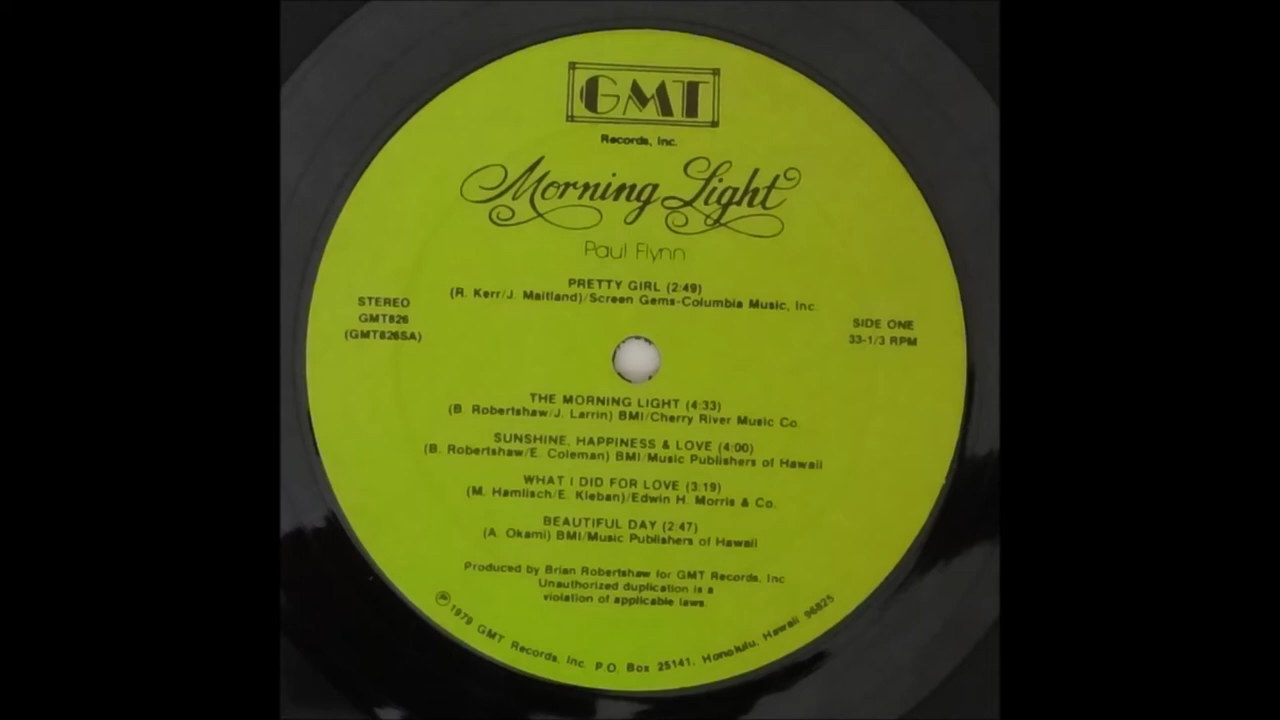 GMT
Records, Inc.
Morning Light
Paul Flynn
PRETTY GIRL (2:49)
(R. Kerr/J. Maitland)/Screen Gems-Columbia Music, Inc.
STEREO
GMT826
(GMT826SA)
SIDE ONE
33-1/3 RPM
THE MORNING LIGHT (4:33)
(B. Robertshaw/J. Larrin) BMI/Cherry River Music Co.
SUNSHINE, HAPPINESS & LOVE (4:00)
(B. Robertshaw/E. Coleman) BMI/Music Publishers of Hawaii
WHAT I DID FOR LOVE (3:19)
(M. Hamlisch/E. Kleban)/Edwin H. Morris & Co.
BEAUTIFUL DAY (2:47)
(A. Okami) BMI/Music Publishers of Hawaii
Produced by Brian Robertshaw for GMT Records, Inc.
Unauthorized duplication is a
violation of applicable laws.
℗ 1979 GMT Records, Inc. P.O. Box 25141, Honolulu, Hawaii 96825